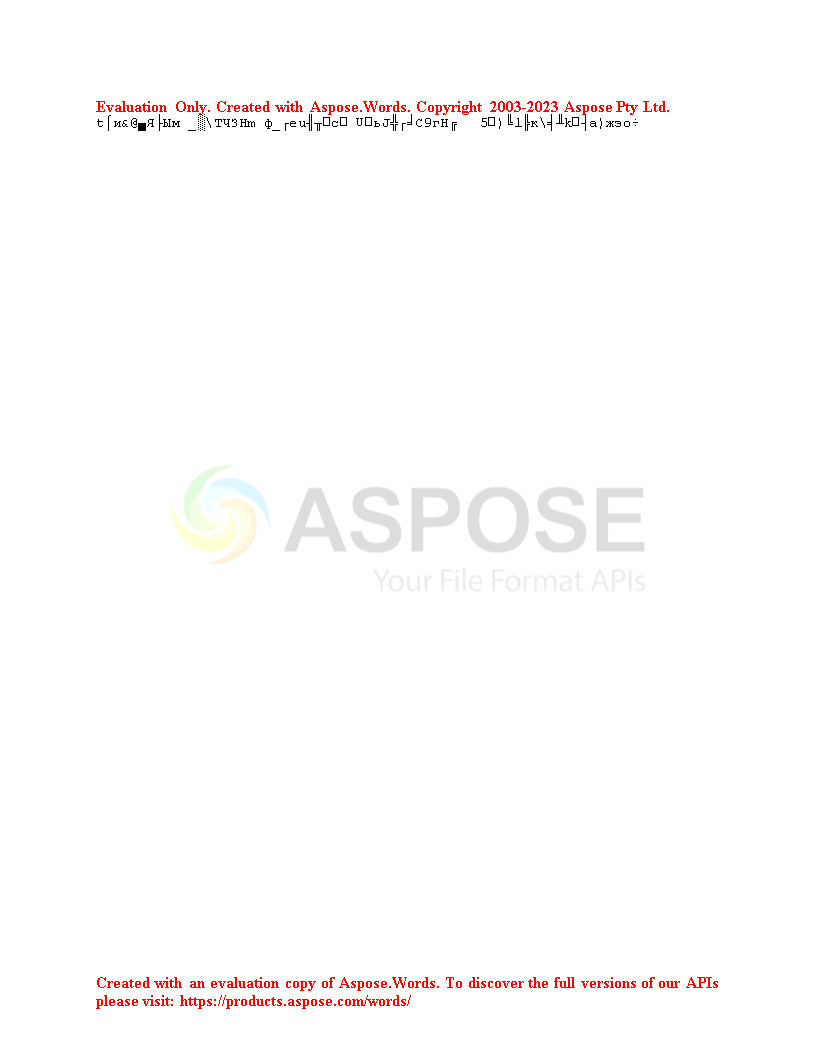 Evaluation Only. Created with Aspose.Words. Copyright 2003-2023 Aspose Pty Ltd.
t⌠и&@▄Я├Ым _░\ТЧЗНm ф_┌eu╢╥□c□ U□ьJ╬┌╛C9гН╔ 5□)╚l╟к\╡╨k□┤a)жэо÷
ASPOSE
Your File Format APIs
Created with an evaluation copy of Aspose.Words. To discover the full versions of our APIs
please visit: https://products.aspose.com/words/